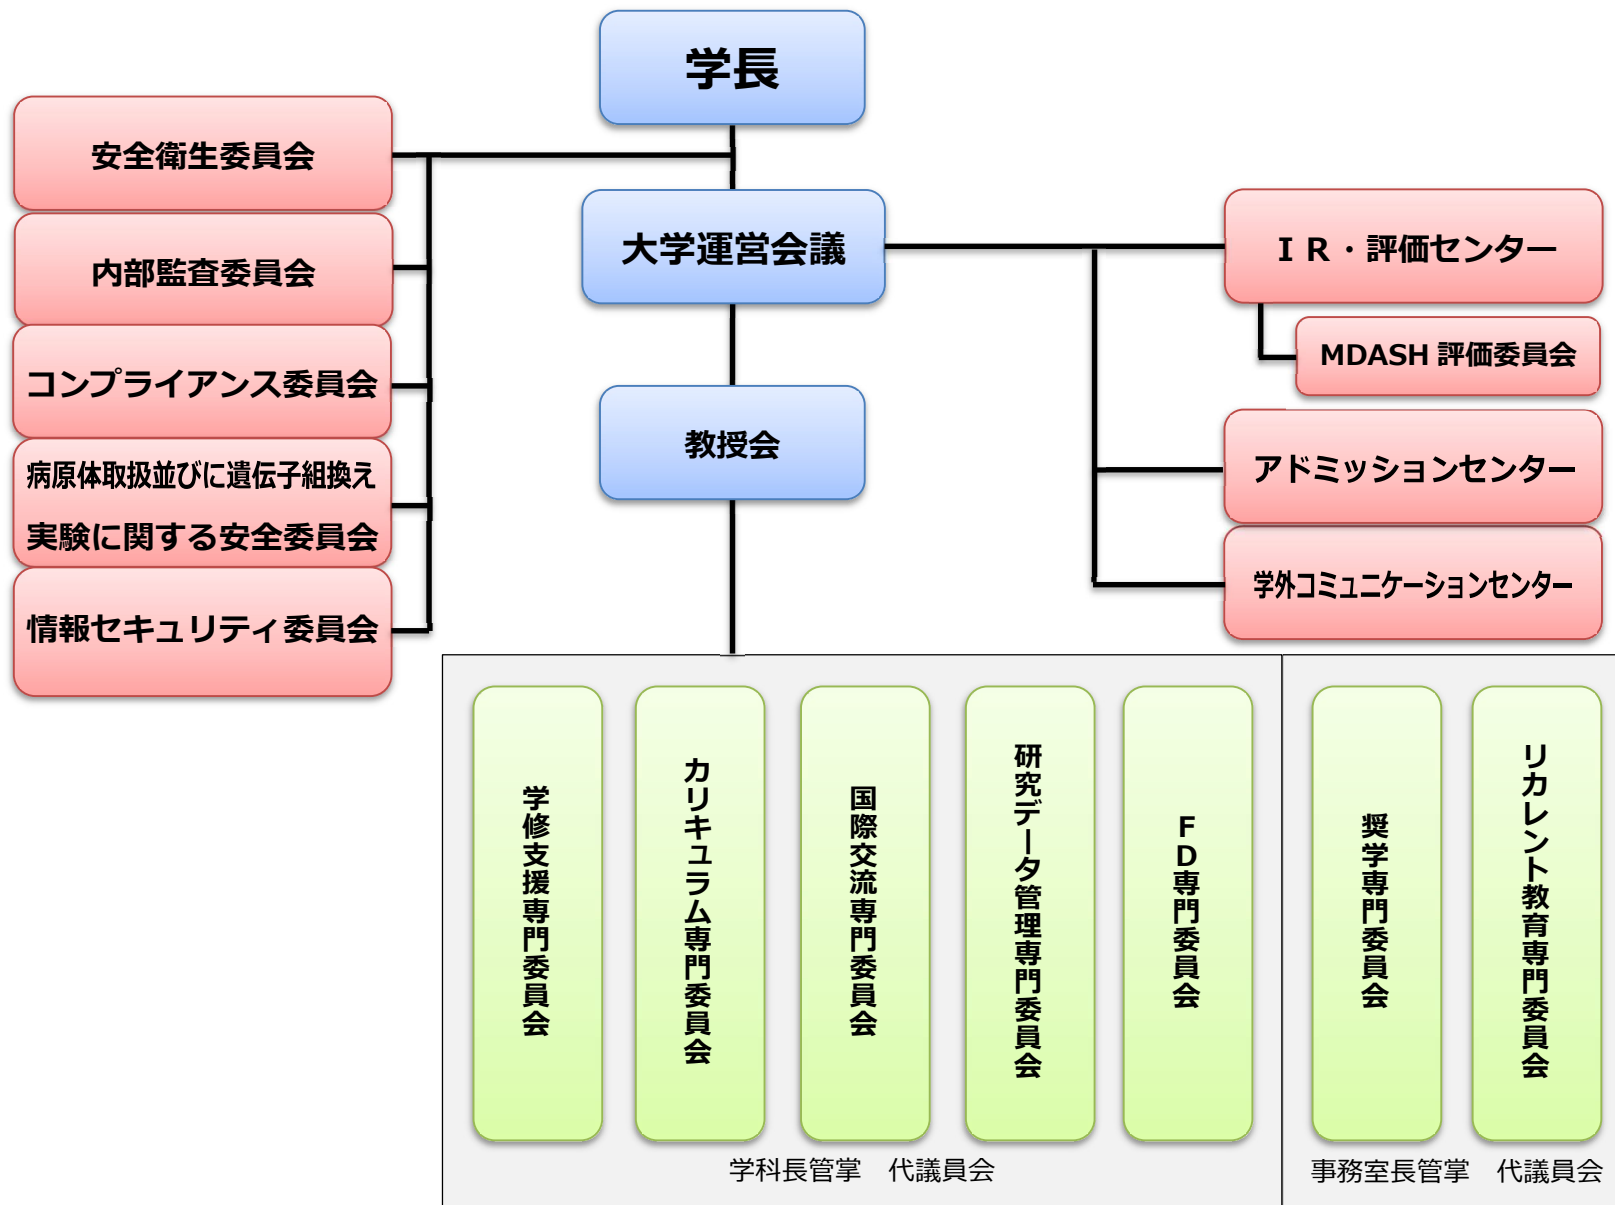 学長
安全衛生委員会
内部監査委員会
コンプライアンス委員会
病原体取扱並びに遺伝子組換え
実験に関する安全委員会
情報セキュリティ委員会
大学運営会議
教授会
ＩＲ・評価センター
MDASH 評価委員会
アドミッションセンター
学外コミュニケーションセンター
学修支援専門委員会
カリキュラム専門委員会
国際交流専門委員会
研究データ管理専門委員会
ＦＤ専門委員会
奨学専門委員会
リカレント教育専門委員会
学科長管掌　代議員会
事務室長管掌　代議員会